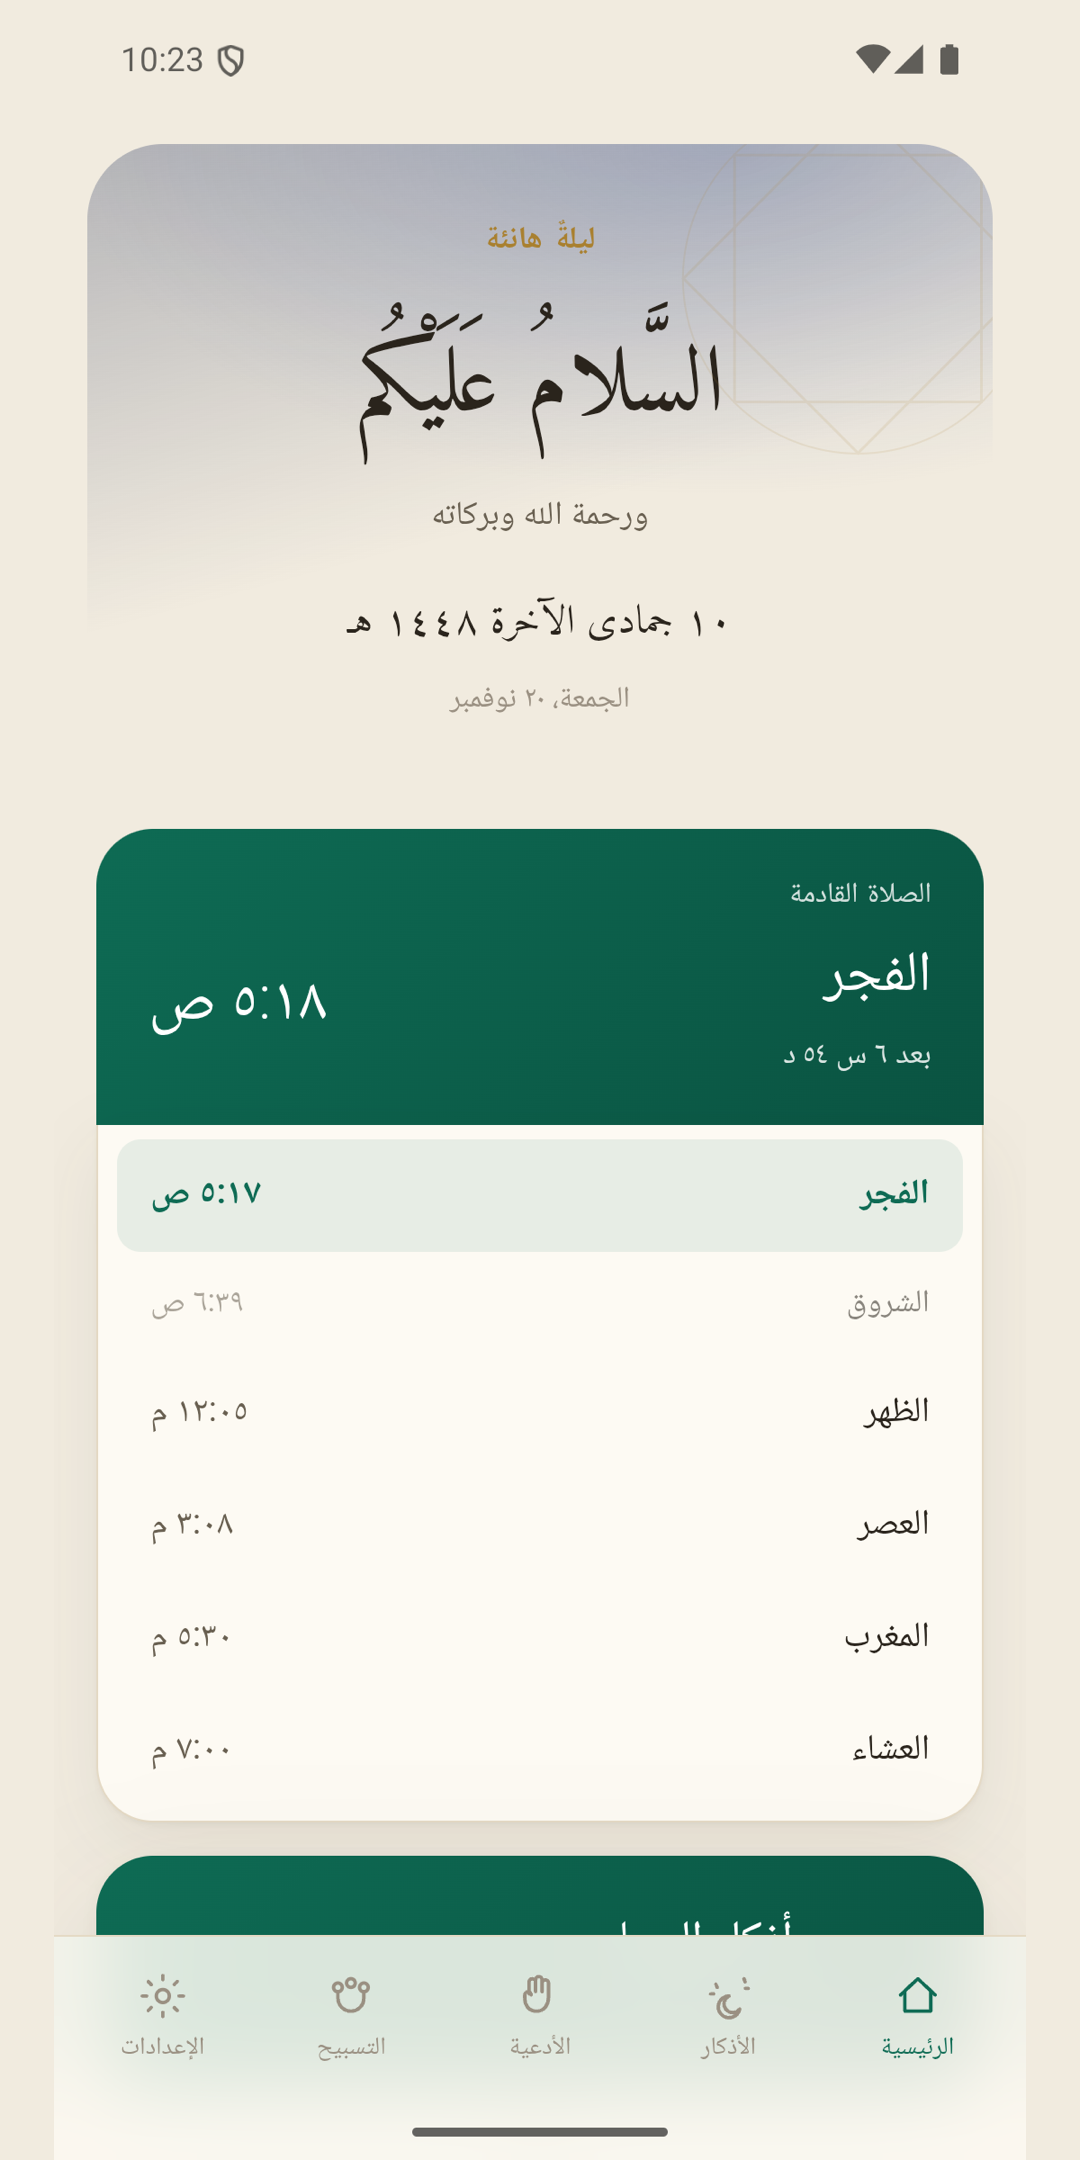 10:23
ليلةٌ هانئة
السَّلامُ عَلَيْكُم
ورحمة الله وبركاته
١٠ جمادى الآخرة ١٤٤٨ هـ
الجمعة، ٢٠ نوفمبر
الصلاة القادمة
الفجر
٥:١٨ ص
بعد ٦ س ٥٤ د
الفجر ٥:١٧ ص
الشروق ٦:٣٩ ص
الظهر ١٢:٠٥ م
العصر ٣:٠٨ م
المغرب ٥:٣٠ م
العشاء ٧:٠٠ م
الرئيسية الأذكار الأدعية التسبيح الإعدادات